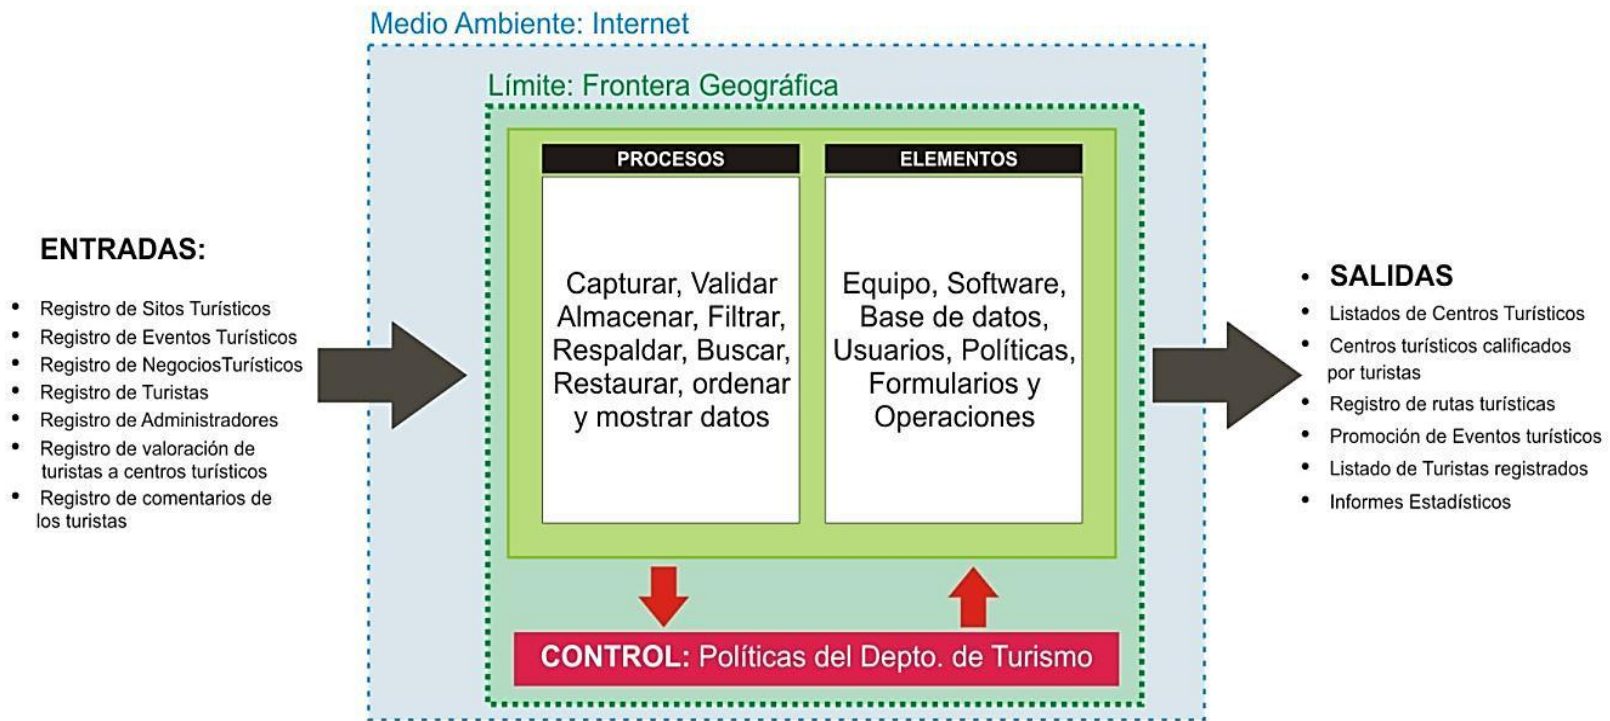 Medio Ambiente: Internet
Límite: Frontera Geográfica
PROCESOS
Capturar, Validar
Almacenar, Filtrar,
Respaldar, Buscar,
Restaurar, ordenar
y mostrar datos
ELEMENTOS
Equipo, Software,
Base de datos,
Usuarios, Políticas,
Formularios y
Operaciones
CONTROL: Políticas del Depto. de Turismo
ENTRADAS:
• Registro de Sitos Turísticos
• Registro de Eventos Turísticos
• Registro de NegociosTurísticos
• Registro de Turistas
• Registro de Administradores
• Registro de valoración de
turistas a centros turísticos
• Registro de comentarios de
los turistas
• SALIDAS
• Listados de Centros Turísticos
• Centros turísticos calificados
por turistas
• Registro de rutas turísticas
• Promoción de Eventos turísticos
• Listado de Turistas registrados
• Informes Estadísticos